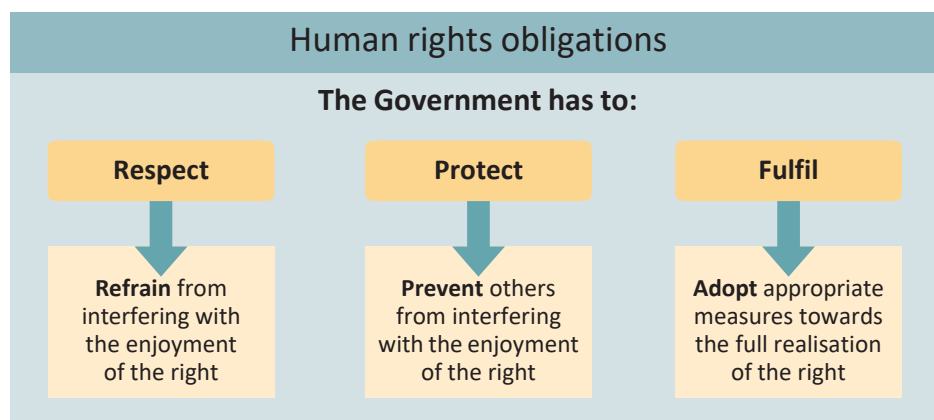 Human rights obligations
The Government has to:
Respect
Protect
Fulfil
Refrain from
interfering with
the enjoyment
of the right
Prevent others
from interfering
with the enjoyment
of the right
Adopt appropriate
measures towards
the full realisation
of the right